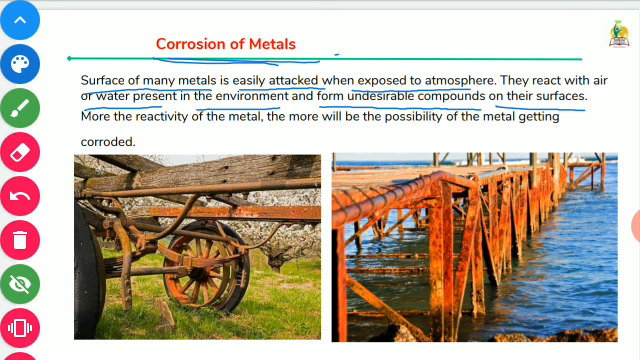 Corrosion of Metals
Surface of many metals is easily attacked when exposed to atmosphere. They react with air
or water present in the environment and form undesirable compounds on their surfaces.
More the reactivity of the metal, the more will be the possibility of the metal getting
corroded.